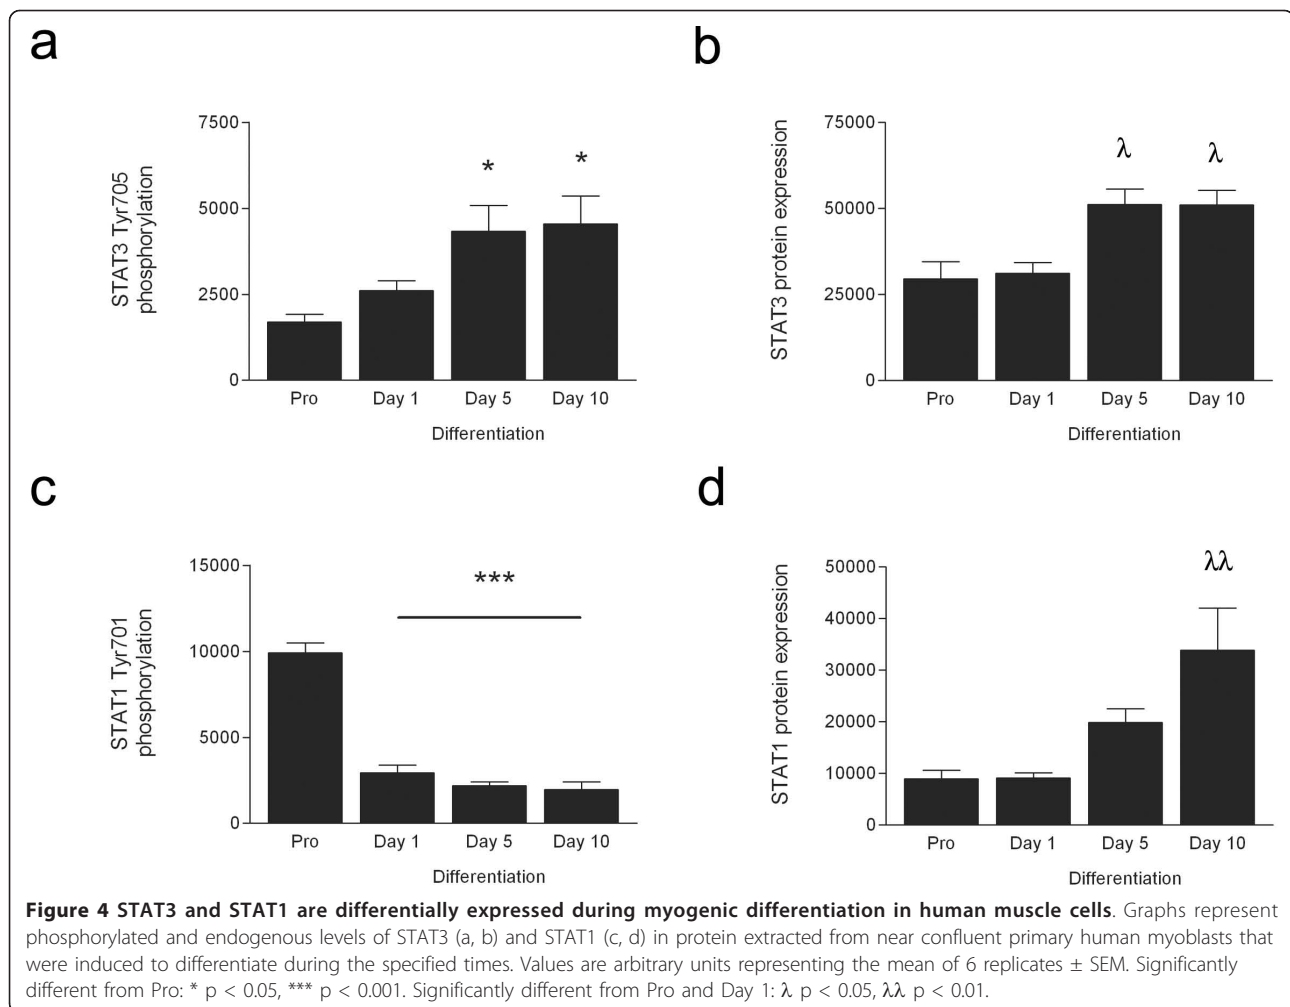 a
7500
5000
2500
0
STAT3 Tyr705
phosphorylation
*
*
Pro Day 1 Day 5 Day 10
Differentiation
b
75000
50000
25000
0
STAT3 protein expression
λ
λ
Pro Day 1 Day 5 Day 10
Differentiation
c
15000
10000
5000
0
STAT1 Tyr701
phosphorylation
***
Pro Day 1 Day 5 Day 10
Differentiation
d
50000
40000
30000
20000
10000
0
STAT1 protein expression
λλ
Pro Day 1 Day 5 Day 10
Differentiation
Figure 4 STAT3 and STAT1 are differentially expressed during myogenic differentiation in human muscle cells. Graphs represent
phosphorylated and endogenous levels of STAT3 (a, b) and STAT1 (c, d) in protein extracted from near confluent primary human myoblasts that
were induced to differentiate during the specified times. Values are arbitrary units representing the mean of 6 replicates ± SEM. Significantly
different from Pro: * p < 0.05, *** p < 0.001. Significantly different from Pro and Day 1: λ p < 0.05, λλ p < 0.01.